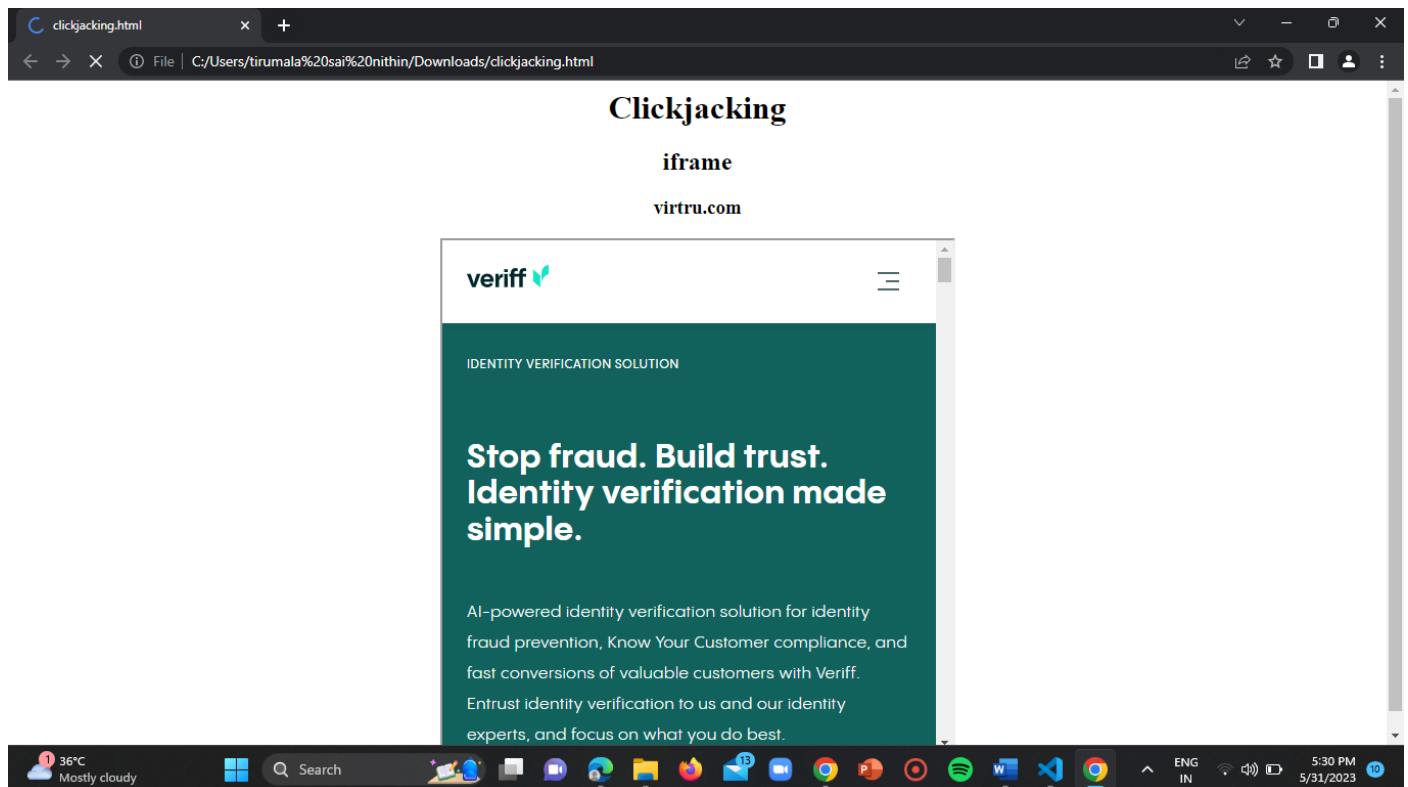 clickjacking.html
File | C:/Users/tirumala%20sai%20nithin/Downloads/clickjacking.html
Clickjacking
iframe
virtru.com
veriff
IDENTITY VERIFICATION SOLUTION
Stop fraud. Build trust.
Identity verification made
simple.
AI-powered identity verification solution for identity
fraud prevention, Know Your Customer compliance, and
fast conversions of valuable customers with Veriff.
Entrust identity verification to us and our identity
experts, and focus on what you do best.
1
36°C
Mostly cloudy
Search
13
ENG
IN
5:30 PM
5/31/2023
10